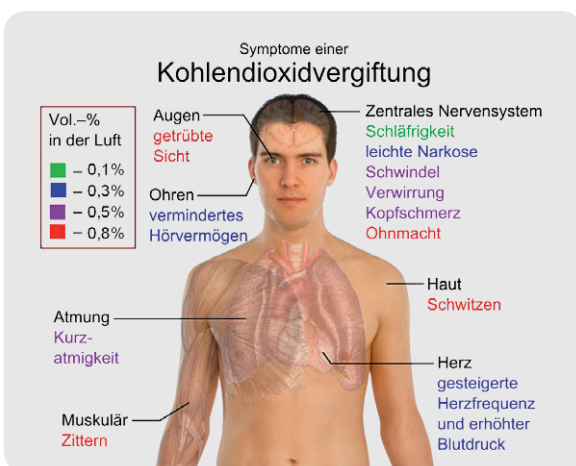 Symptome einer
Kohlendioxidvergiftung
Vol.–%
in der Luft
– 0,1%
– 0,3%
– 0,5%
– 0,8%
Augen
getrübte
Sicht
Ohren
vermindertes
Hörvermögen
Zentrales Nervensystem
Schläfrigkeit
leichte Narkose
Schwindel
Verwirrung
Kopfschmerz
Ohnmacht
Haut
Schwitzen
Atmung
Kurz-
atmigkeit
Herz
gesteigerte
Herzfrequenz
und erhöhter
Blutdruck
Muskulär
Zittern